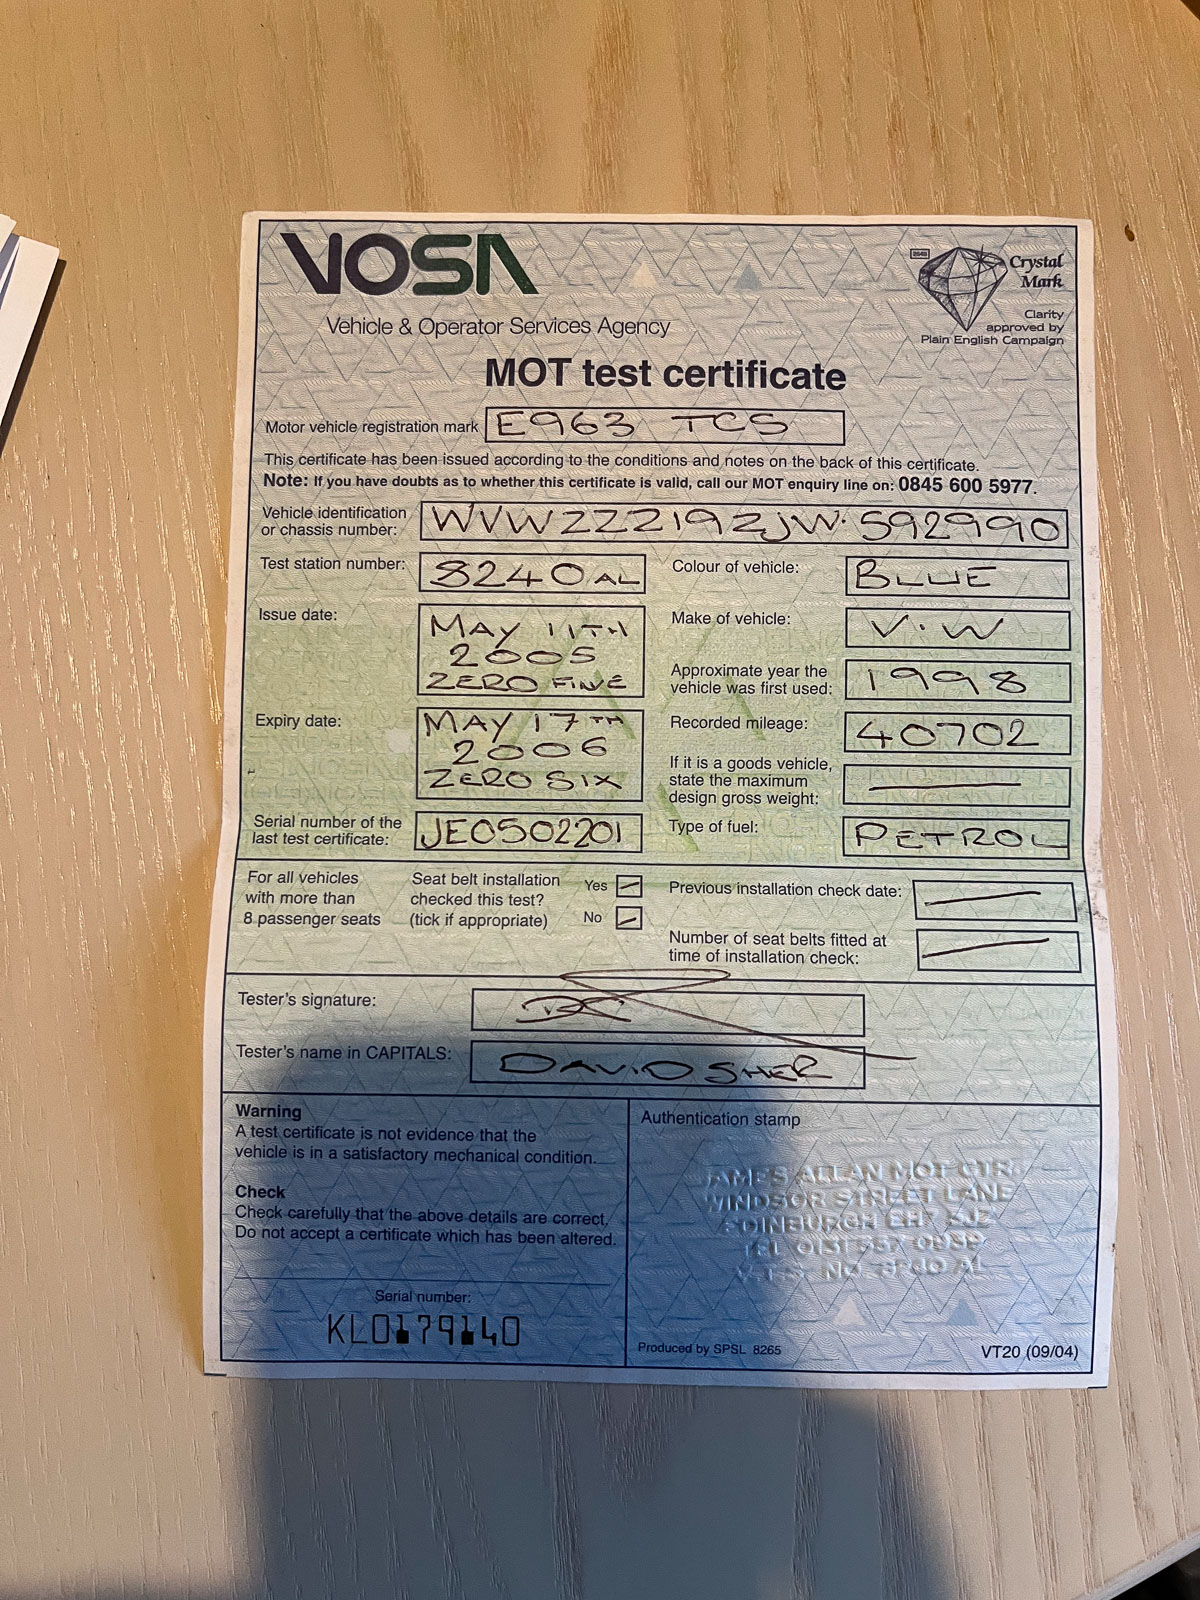 VOSA
Vehicle & Operator Services Agency
Crystal
Mark
Clarity
approved by
Plain English Campaign
MOT test certificate
Motor vehicle registration mark E963 TCS
This certificate has been issued according to the conditions and notes on the back of this certificate.
Note: If you have doubts as to whether this certificate is valid, call our MOT enquiry line on: 0845 600 5977.
Vehicle identification
or chassis number: WVWZZZ19ZJW·592990
Test station number: 8240AL
Colour of vehicle: BLUE
Issue date: MAY 11TH
2005
ZERO FIVE
Make of vehicle: V.W
Approximate year the
vehicle was first used: 1998
Expiry date: MAY 17TH
2006
ZERO SIX
Recorded mileage: 40702
If it is a goods vehicle,
state the maximum
design gross weight:
Serial number of the
last test certificate: JE0502201
Type of fuel: PETROL
For all vehicles
with more than
8 passenger seats
Seat belt installation
checked this test?
(tick if appropriate)
Yes
No
Previous installation check date:
Number of seat belts fitted at
time of installation check:
Tester's signature:
Tester's name in CAPITALS: DAVID SHER
Warning
A test certificate is not evidence that the
vehicle is in a satisfactory mechanical condition.
Check
Check carefully that the above details are correct.
Do not accept a certificate which has been altered.
Serial number:
KL0179140
Authentication stamp
JAMES ALLAN MOT CTR
WINDSOR STREET LANE
EDINBURGH EH7
TEL 0131 557
V.T.S. NO. 8240 AL
Produced by SPSL 8265
VT20 (09/04)